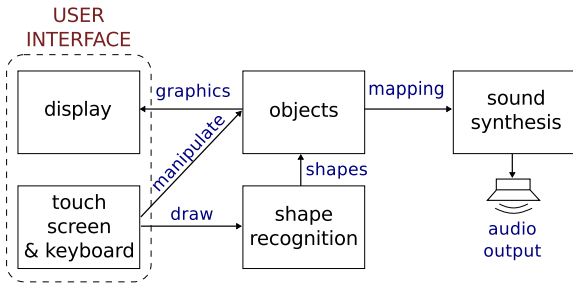 USER
INTERFACE
display
graphics
objects
mapping
sound
synthesis
manipulate
touch
screen
& keyboard
draw
shapes
shape
recognition
audio
output